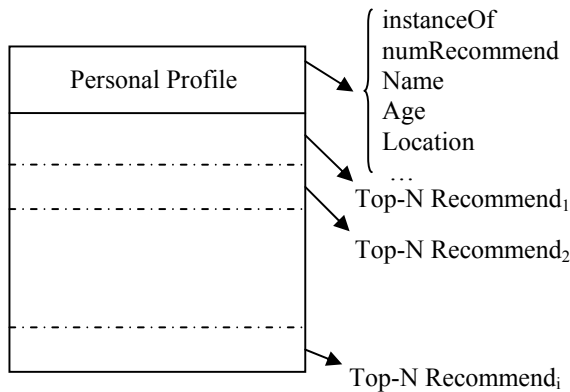 Personal Profile
instanceOf
numRecommend
Name
Age
Location
…
Top-N Recommend₁
Top-N Recommend₂
Top-N Recommendᵢ